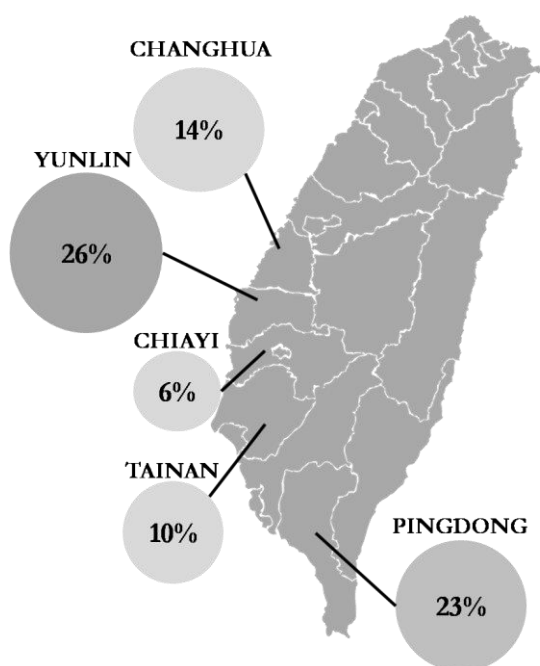 CHANGHUA
14%
YUNLIN
26%
CHIAYI
6%
TAINAN
10%
PINGDONG
23%